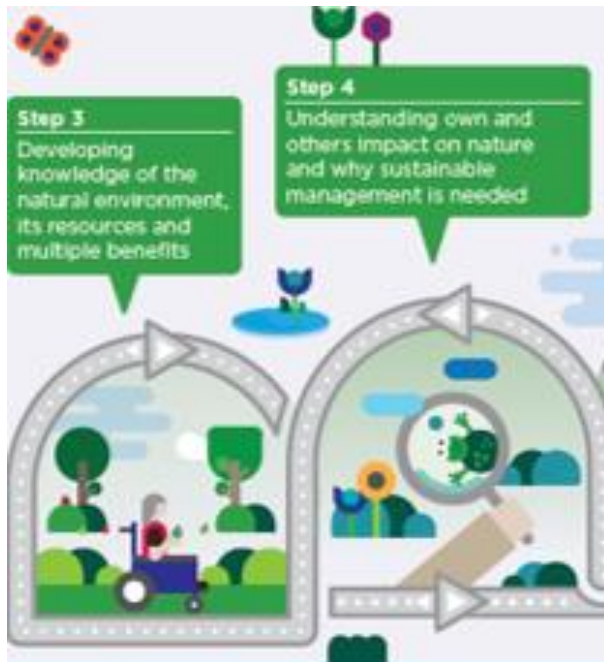 Step 3
Developing
knowledge of the
natural environment,
its resources and
multiple benefits
Step 4
Understanding own and
others impact on nature
and why sustainable
management is needed